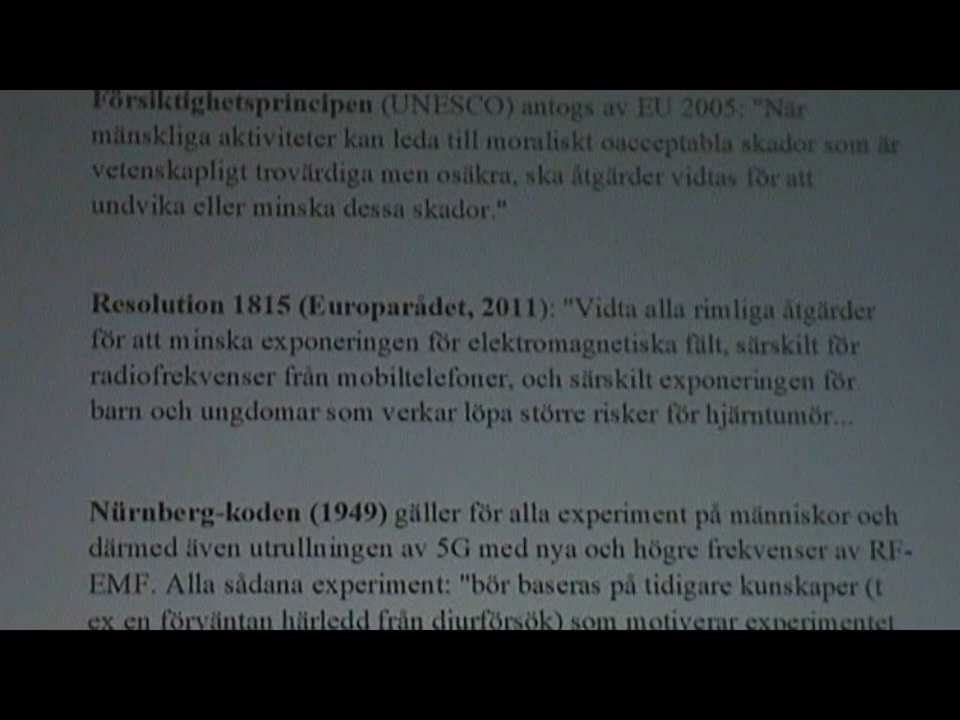 Försiktighetsprincipen (UNESCO) antogs av EU 2005: "När
mänskliga aktiviteter kan leda till moraliskt oacceptabla skador som är
vetenskapligt trovärdiga men osäkra, ska åtgärder vidtas för att
undvika eller minska dessa skador."
Resolution 1815 (Europarådet, 2011): "Vidta alla rimliga åtgärder
för att minska exponeringen för elektromagnetiska fält, särskilt för
radiofrekvenser från mobiltelefoner, och särskilt exponeringen för
barn och ungdomar som verkar löpa större risker för hjärntumör...
Nürnberg-koden (1949) gäller för alla experiment på människor och
därmed även utrullningen av 5G med nya och högre frekvenser av RF-
EMF. Alla sådana experiment: "bör baseras på tidigare kunskaper (t
ex en förväntan härledd från djurförsök) som motiverar experimentet